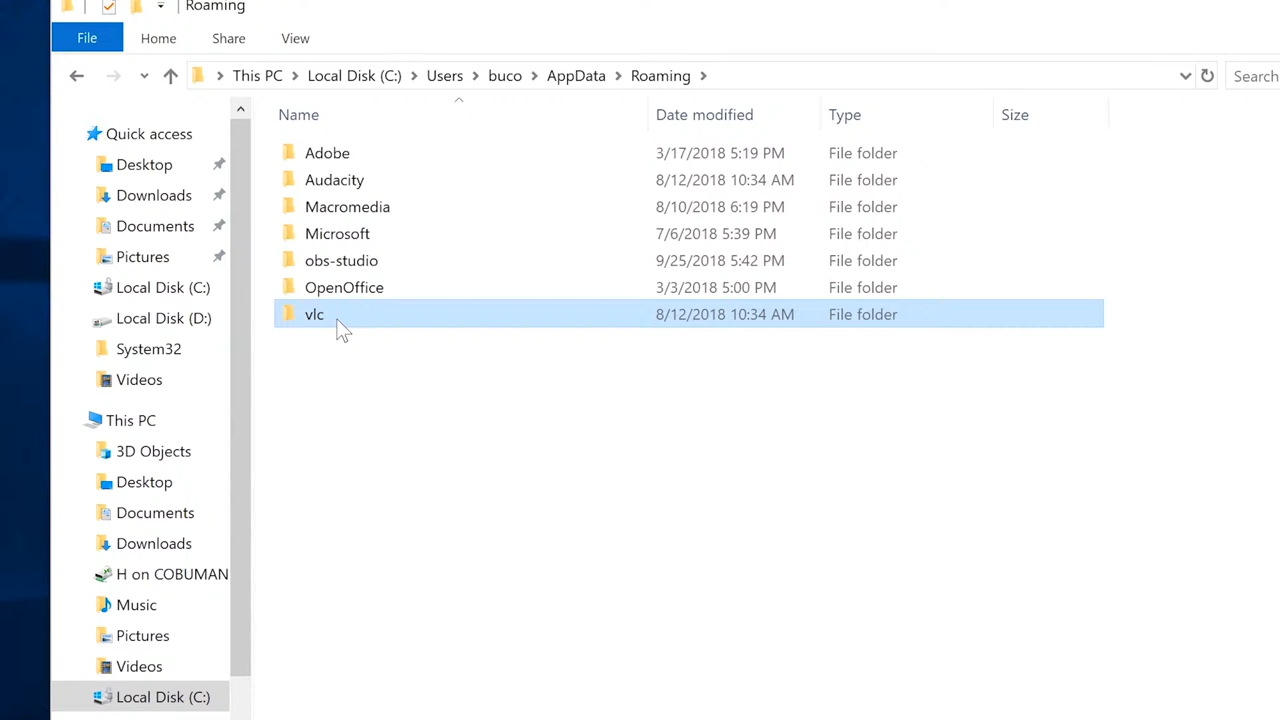 Roaming
File Home Share View
This PC Local Disk (C:) Users buco AppData Roaming Search
Name Date modified Type Size
Quick access
Desktop
Downloads
Documents
Pictures
Local Disk (C:)
Local Disk (D:)
System32
Videos
This PC
3D Objects
Desktop
Documents
Downloads
H on COBUMAN
Music
Pictures
Videos
Local Disk (C:)
Adobe 3/17/2018 5:19 PM File folder
Audacity 8/12/2018 10:34 AM File folder
Macromedia 8/10/2018 6:19 PM File folder
Microsoft 7/6/2018 5:39 PM File folder
obs-studio 9/25/2018 5:42 PM File folder
OpenOffice 3/3/2018 5:00 PM File folder
vlc 8/12/2018 10:34 AM File folder